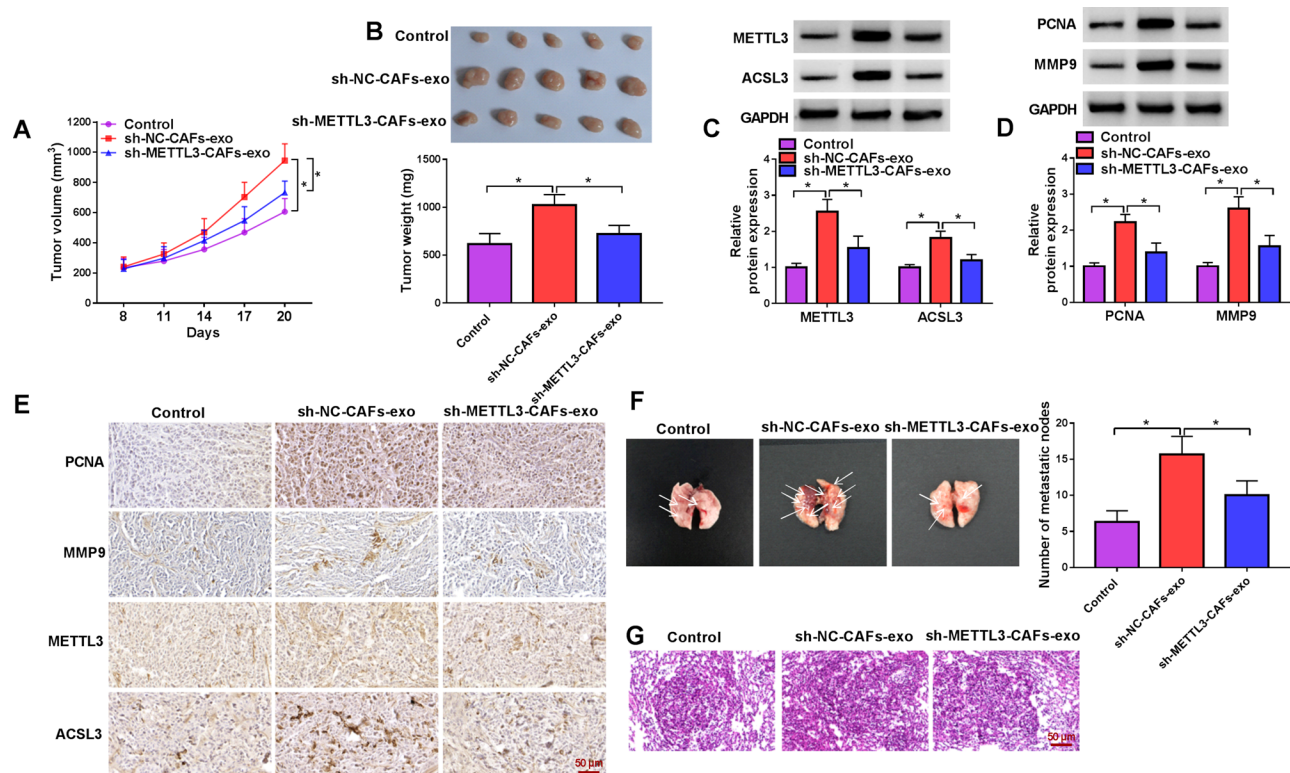 A
Control
sh-NC-CAFs-exo
sh-METTL3-CAFs-exo
Tumor volume (mm³)
1200
1000
800
600
400
200
0
8 11 14 17 20
Days
*
*
B
Control
sh-NC-CAFs-exo
sh-METTL3-CAFs-exo
Tumor weight (mg)
1500
1000
500
0
* *
Control
sh-NC-CAFs-exo
sh-METTL3-CAFs-exo
METTL3
ACSL3
GAPDH
C
Control
sh-NC-CAFs-exo
sh-METTL3-CAFs-exo
Relative
protein expression
4
3
2
1
0
* * * *
METTL3 ACSL3
PCNA
MMP9
GAPDH
D
Control
sh-NC-CAFs-exo
sh-METTL3-CAFs-exo
Relative
protein expression
4
3
2
1
0
* * * *
PCNA MMP9
E
Control sh-NC-CAFs-exo sh-METTL3-CAFs-exo
PCNA
MMP9
METTL3
ACSL3
50 μm
F
Control sh-NC-CAFs-exo sh-METTL3-CAFs-exo
Number of metastatic nodes
20
15
10
5
0
* *
Control
sh-NC-CAFs-exo
sh-METTL3-CAFs-exo
G
Control sh-NC-CAFs-exo sh-METTL3-CAFs-exo
50 μm